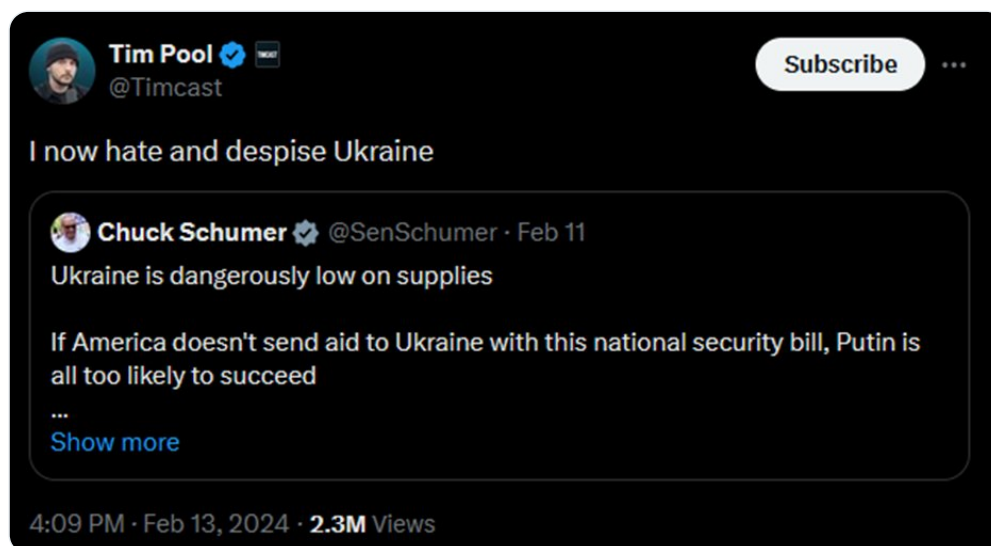 Tim Pool
@Timcast
Subscribe
I now hate and despise Ukraine
Chuck Schumer @SenSchumer · Feb 11
Ukraine is dangerously low on supplies
If America doesn't send aid to Ukraine with this national security bill, Putin is
all too likely to succeed
...
Show more
4:09 PM · Feb 13, 2024 · 2.3M Views